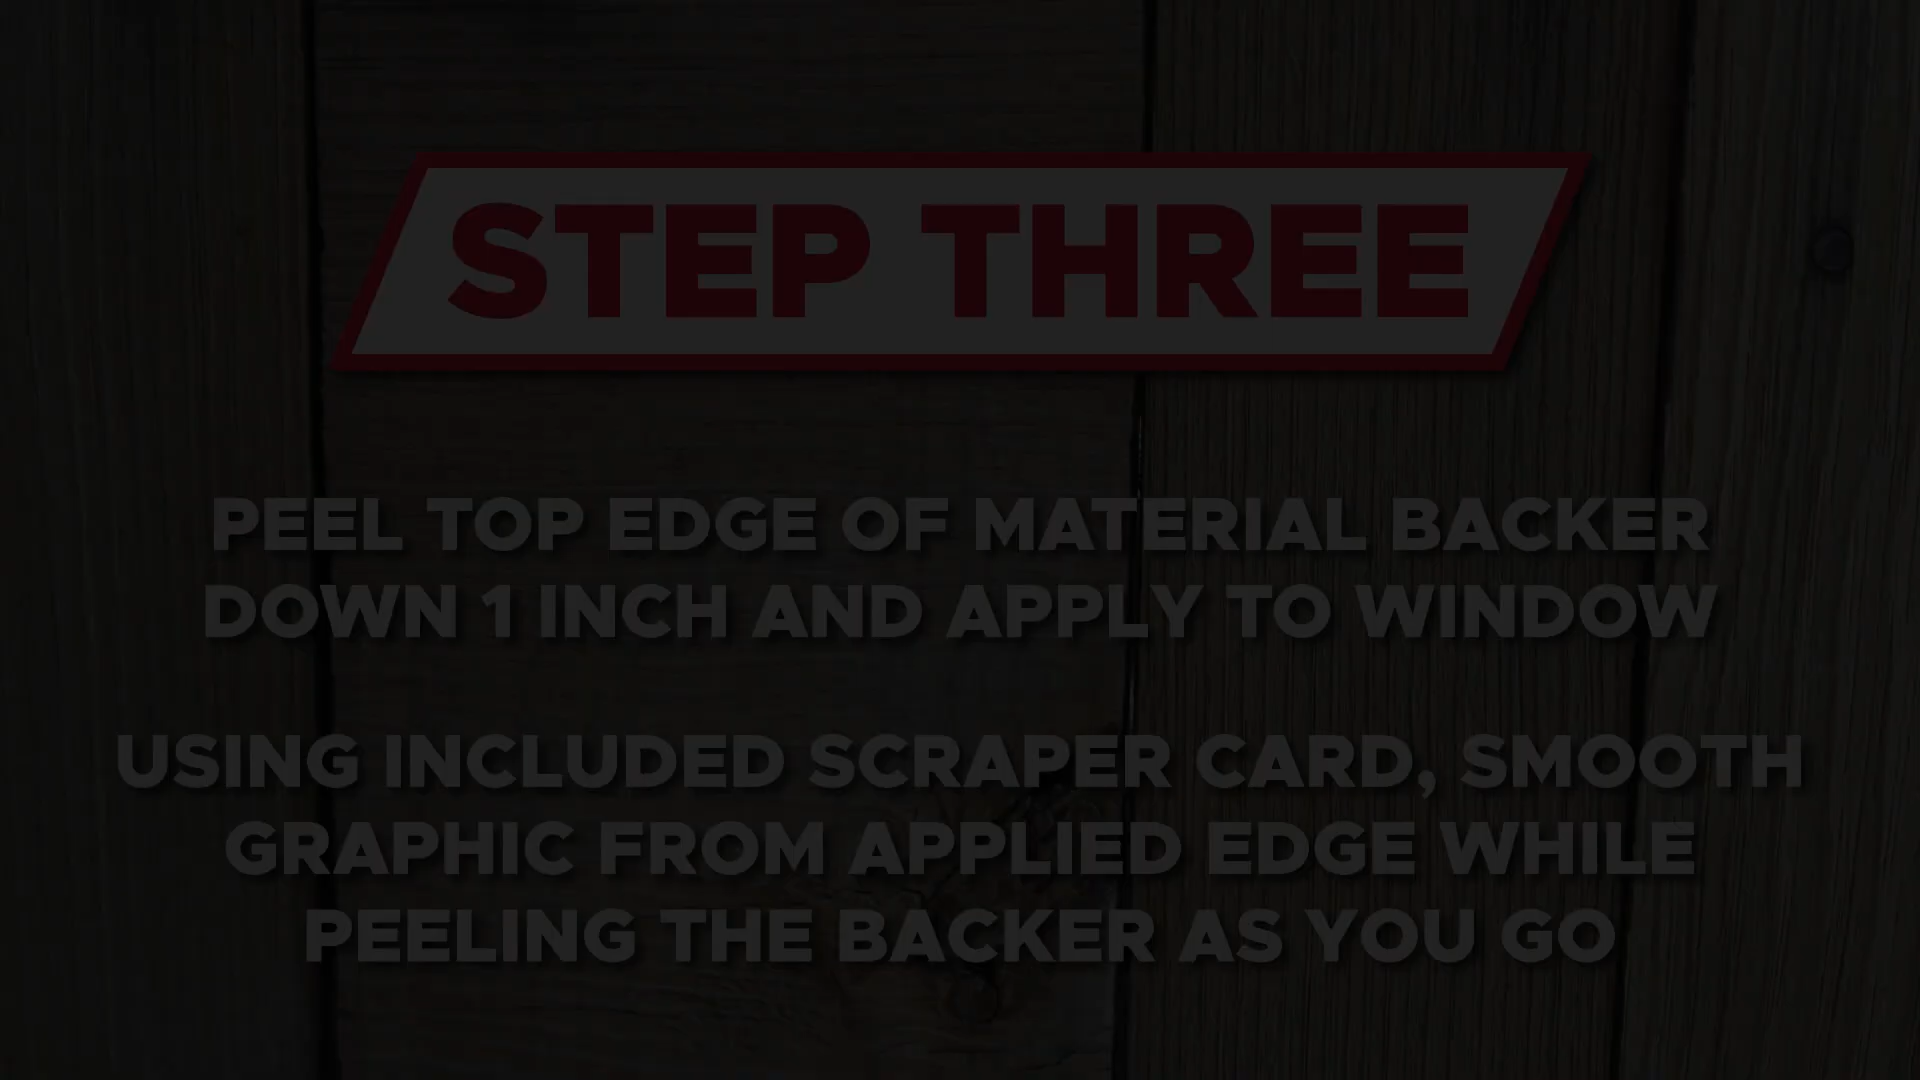 STEP THREE
PEEL TOP EDGE OF MATERIAL BACKER
DOWN 1 INCH AND APPLY TO WINDOW
USING INCLUDED SCRAPER CARD, SMOOTH
GRAPHIC FROM APPLIED EDGE WHILE
PEELING THE BACKER AS YOU GO